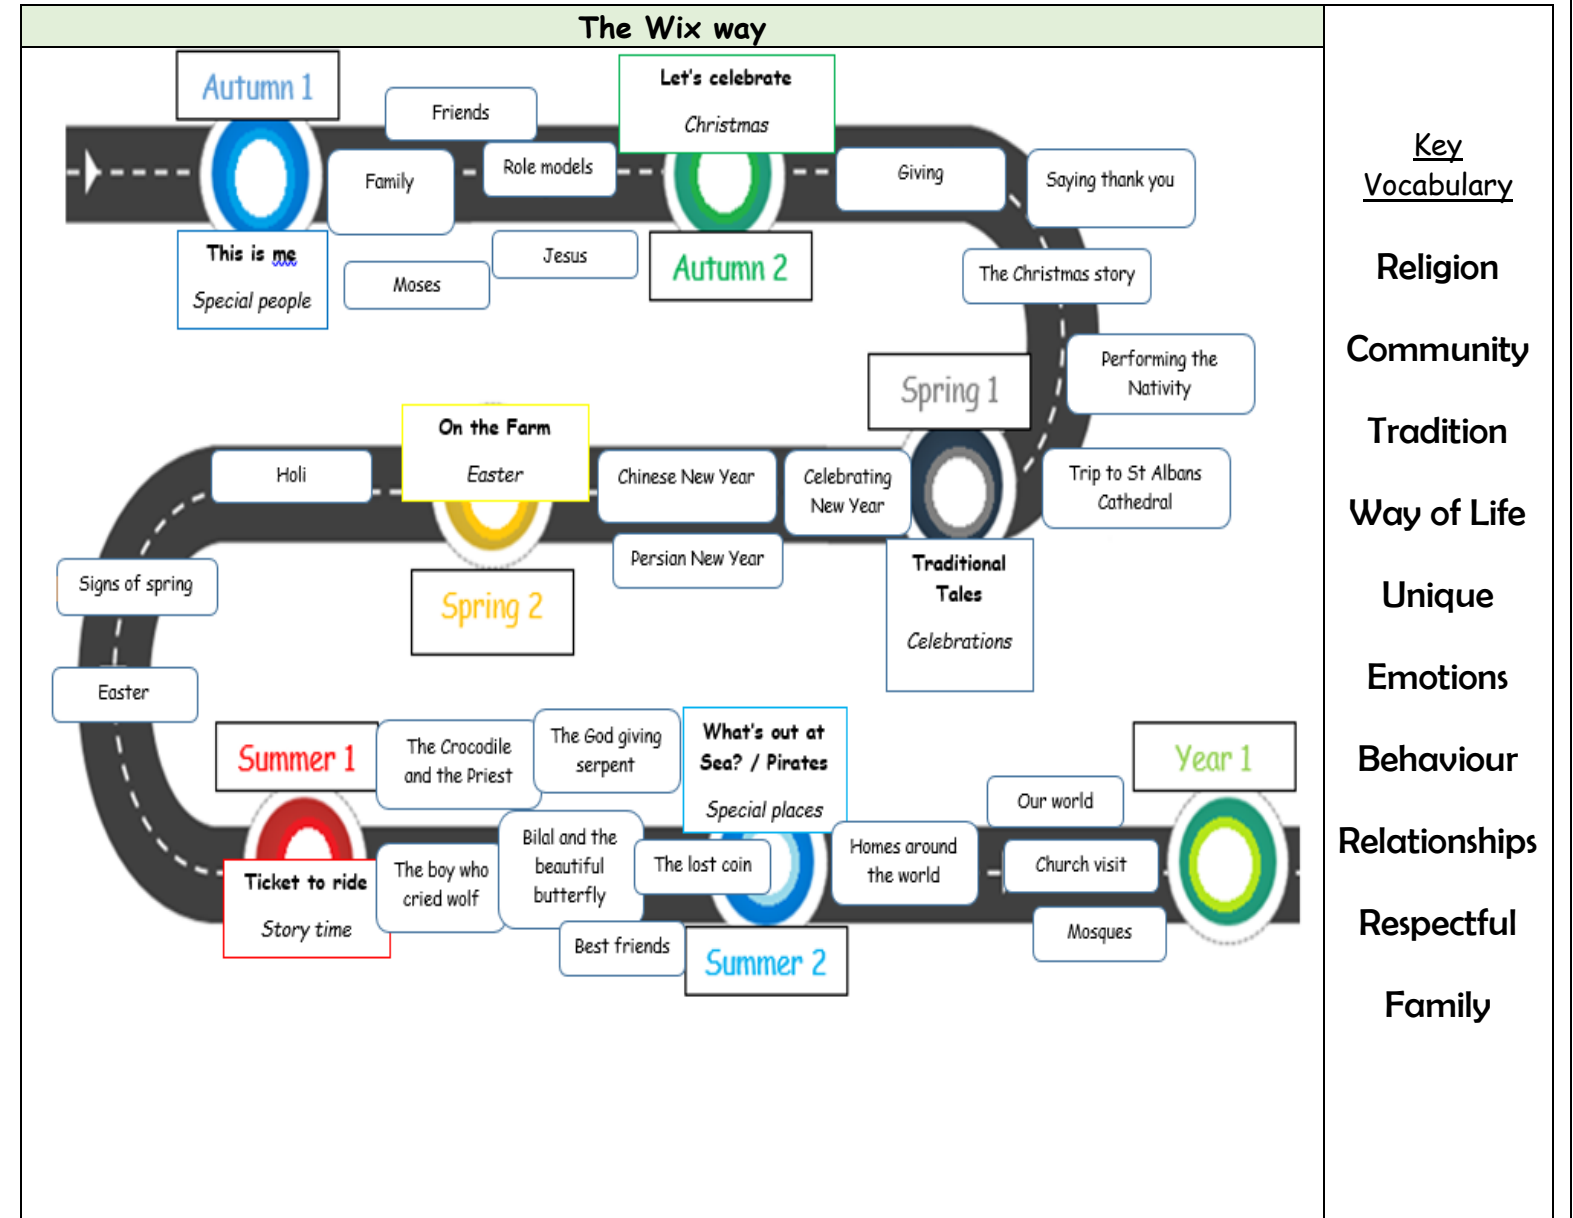 The Wix way
Autumn 1
This is me
Special people
Friends
Family
Role models
Moses
Jesus
Let's celebrate
Christmas
Autumn 2
Giving
Saying thank you
The Christmas story
Performing the
Nativity
Trip to St Albans
Cathedral
Spring 1
Traditional
Tales
Celebrations
Celebrating
New Year
Chinese New Year
Persian New Year
On the Farm
Easter
Spring 2
Holi
Signs of spring
Easter
Summer 1
Ticket to ride
Story time
The Crocodile
and the Priest
The God giving
serpent
The boy who
cried wolf
Bilal and the
beautiful
butterfly
The lost coin
Best friends
What's out at
Sea? / Pirates
Special places
Summer 2
Homes around
the world
Our world
Church visit
Mosques
Year 1
Key
Vocabulary
Religion
Community
Tradition
Way of Life
Unique
Emotions
Behaviour
Relationships
Respectful
Family